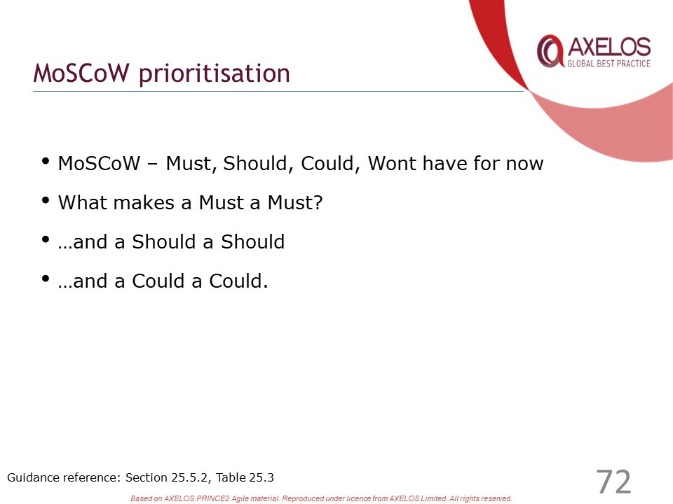 AXELOS
GLOBAL BEST PRACTICE
MoSCoW prioritisation
• MoSCoW – Must, Should, Could, Wont have for now
• What makes a Must a Must?
• …and a Should a Should
• …and a Could a Could.
Guidance reference: Section 25.5.2, Table 25.3
72
Based on AXELOS PRINCE2 Agile material. Reproduced under licence from AXELOS Limited. All rights reserved.